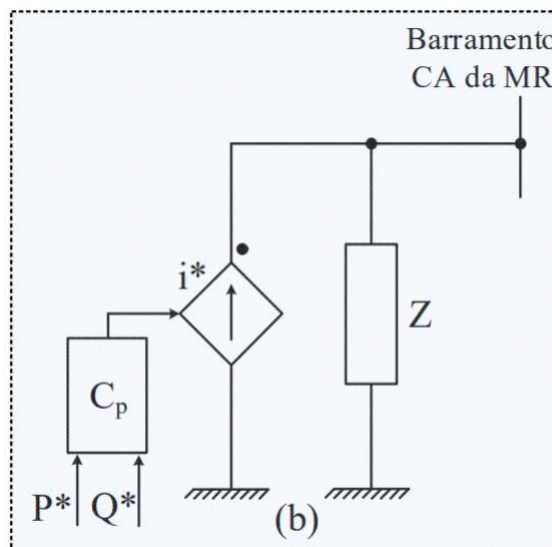 Barramento
CA da MR
i*
Z
Cp
P* Q*
(b)